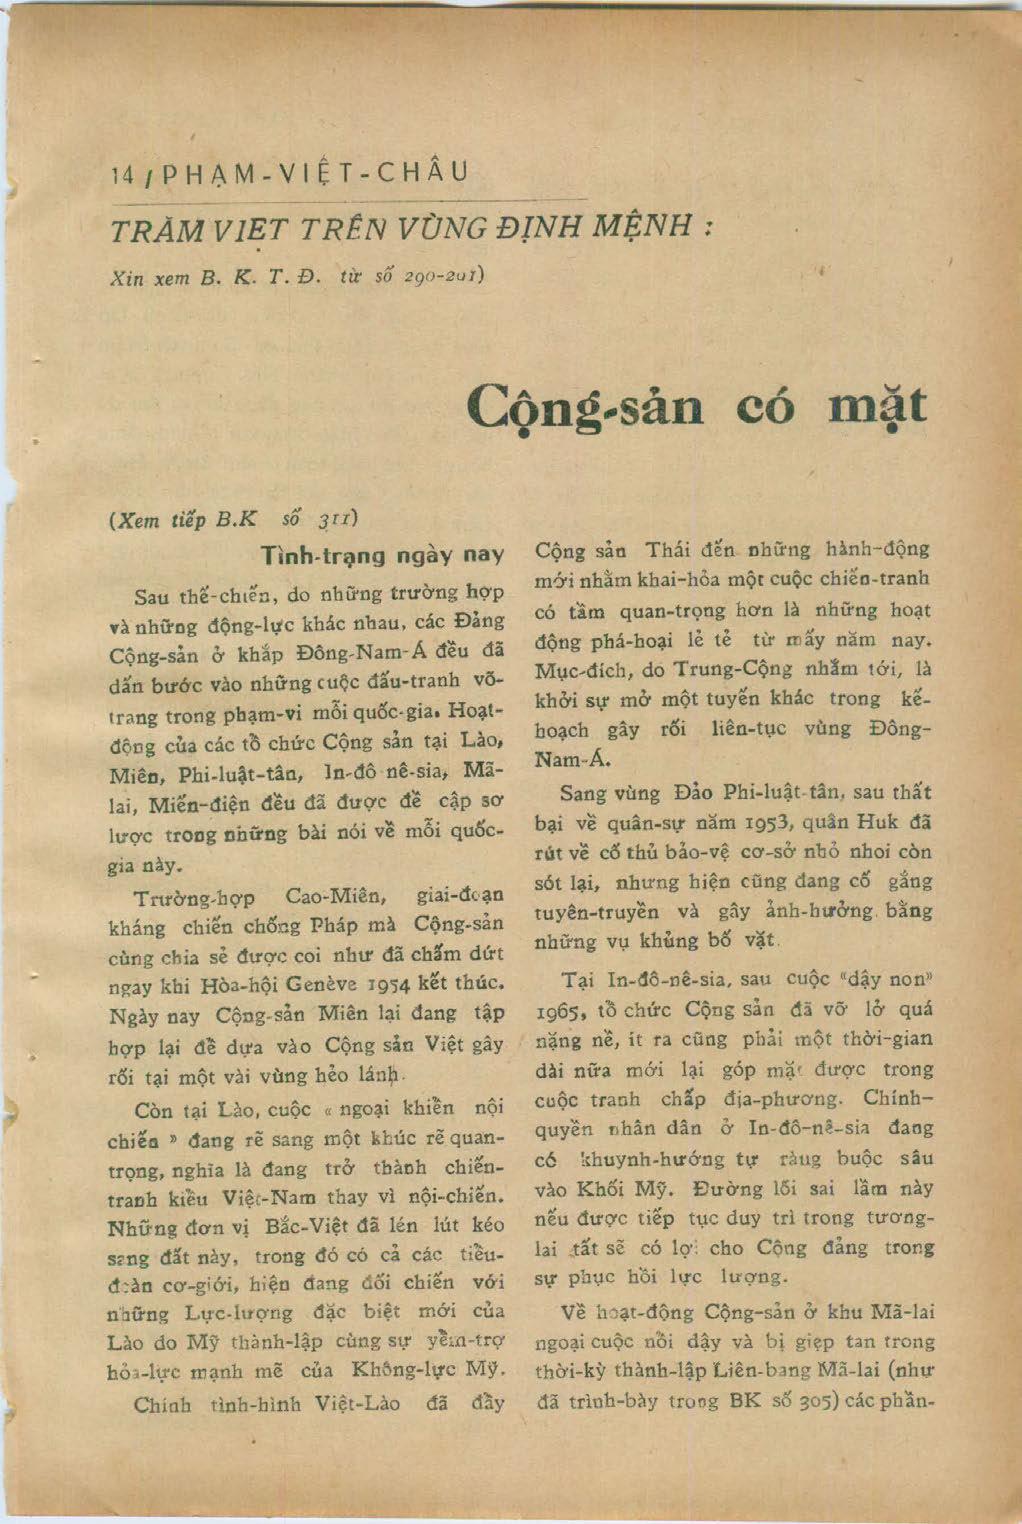 14 / PHẠM-VIỆT-CHÂU
TRĂM VIỆT TRÊN VÙNG ĐỊNH MỆNH :
Xin xem B. K. T. Đ. từ số 290-201)
Cộng-sản có mặt
(Xem tiếp B.K số 311)
Tình-trạng ngày nay
Sau thế-chiến, do những trường hợp
và những động-lực khác nhau, các Đảng
Cộng-sản ở khắp Đông-Nam-Á đều đã
dấn bước vào những cuộc đấu-tranh võ-
trang trong phạm-vi mỗi quốc-gia. Hoạt-
động của các tổ chức Cộng sản tại Lào,
Miên, Phi-luật-tân, In-đô-nê-sia, Mã-
lai, Miến-điện đều đã được đề cập sơ
lược trong những bài nói về mỗi quốc-
gia này.
Trường-hợp Cao-Miên, giai-đoạn
kháng chiến chống Pháp mà Cộng-sản
cùng chia sẻ được coi như đã chấm dứt
ngay khi Hòa-hội Genève 1954 kết thúc.
Ngày nay Cộng-sản Miên lại đang tập
hợp lại để dựa vào Cộng sản Việt gây
rối tại một vài vùng hẻo lánh.
Còn tại Lào, cuộc « ngoại khiển nội
chiến » đang rẽ sang một khúc rẽ quan-
trọng, nghĩa là đang trở thành chiến-
tranh kiểu Việt-Nam thay vì nội-chiến.
Những đơn vị Bắc-Việt đã lén lút kéo
sang đất này, trong đó có cả các tiểu-
đoàn cơ-giới, hiện đang đối chiến với
những Lực-lượng đặc biệt mới của
Lào do Mỹ thành-lập cùng sự yểm-trợ
hỏa-lực mạnh mẽ của Không-lực Mỹ.
Chính tình-hình Việt-Lào đã đẩy
Cộng sản Thái đến những hành-động
mới nhằm khai-hỏa một cuộc chiến-tranh
có tầm quan-trọng hơn là những hoạt
động phá-hoại lẻ tẻ từ mấy năm nay.
Mục-đích, do Trung-Cộng nhắm tới, là
khởi sự mở một tuyến khác trong kế-
hoạch gây rối liên-tục vùng Đông-
Nam-Á.
Sang vùng Đảo Phi-luật-tân, sau thất
bại về quân-sự năm 1953, quân Huk đã
rút về cố thủ bảo-vệ cơ-sở nhỏ nhoi còn
sót lại, nhưng hiện cũng đang cố gắng
tuyên-truyền và gây ảnh-hưởng bằng
những vụ khủng bố vặt.
Tại In-đô-nê-sia, sau cuộc «dậy non»
1965, tổ chức Cộng sản đã vỡ lở quá
nặng nề, ít ra cũng phải một thời-gian
dài nữa mới lại góp mặt được trong
cuộc tranh chấp địa-phương. Chính-
quyền nhân dân ở In-đô-nê-sia đang
có khuynh-hướng tự ràng buộc sâu
vào Khối Mỹ. Đường lối sai lầm này
nếu được tiếp tục duy trì trong tương-
lai tất sẽ có lợi cho Cộng đảng trong
sự phục hồi lực lượng.
Về hoạt-động Cộng-sản ở khu Mã-lai
ngoại cuộc nổi dậy và bị giẹp tan trong
thời-kỳ thành-lập Liên-bang Mã-lai (như
đã trình-bày trong BK số 305) các phần-